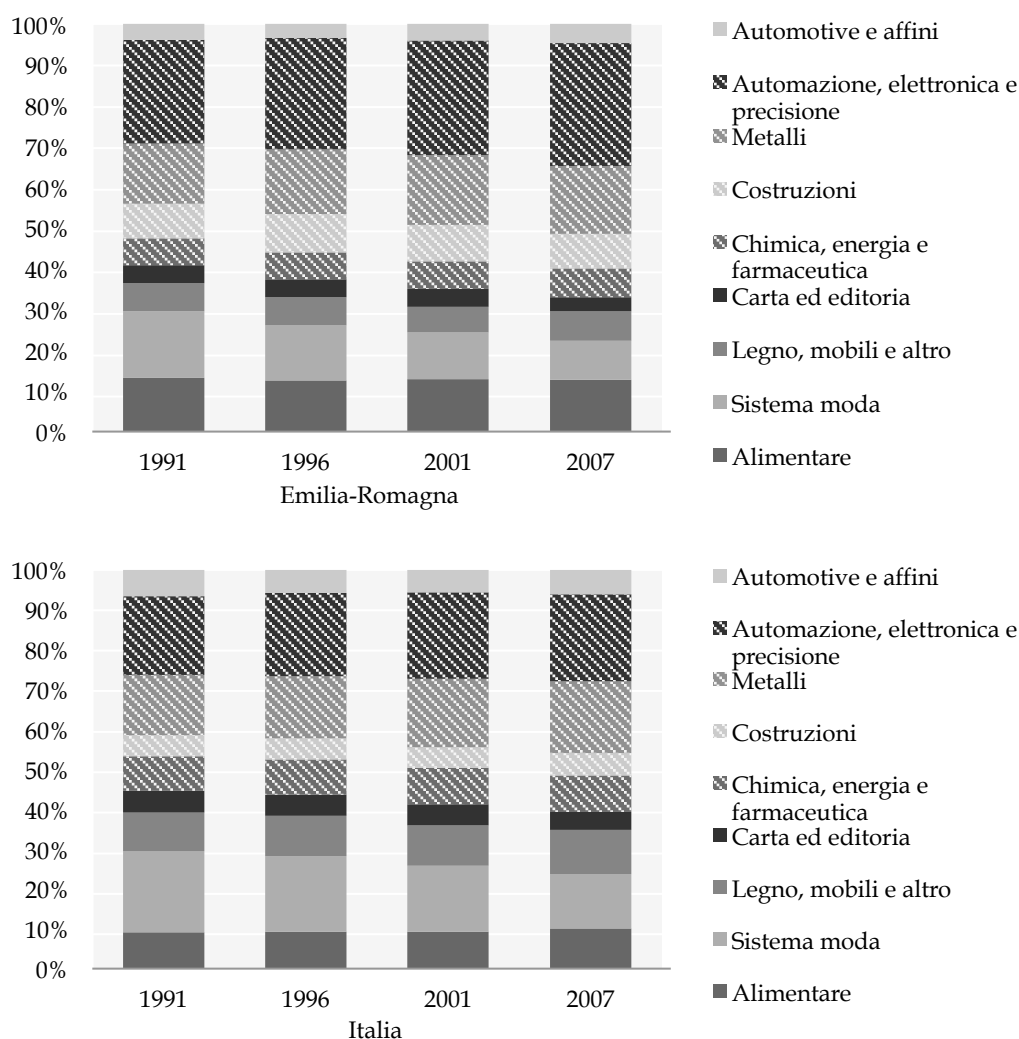 100%
90%
80%
70%
60%
50%
40%
30%
20%
10%
0%
1991 1996 2001 2007
Emilia-Romagna
Automotive e affini
Automazione, elettronica e
precisione
Metalli
Costruzioni
Chimica, energia e
farmaceutica
Carta ed editoria
Legno, mobili e altro
Sistema moda
Alimentare
100%
90%
80%
70%
60%
50%
40%
30%
20%
10%
0%
1991 1996 2001 2007
Italia
Automotive e affini
Automazione, elettronica e
precisione
Metalli
Costruzioni
Chimica, energia e
farmaceutica
Carta ed editoria
Legno, mobili e altro
Sistema moda
Alimentare